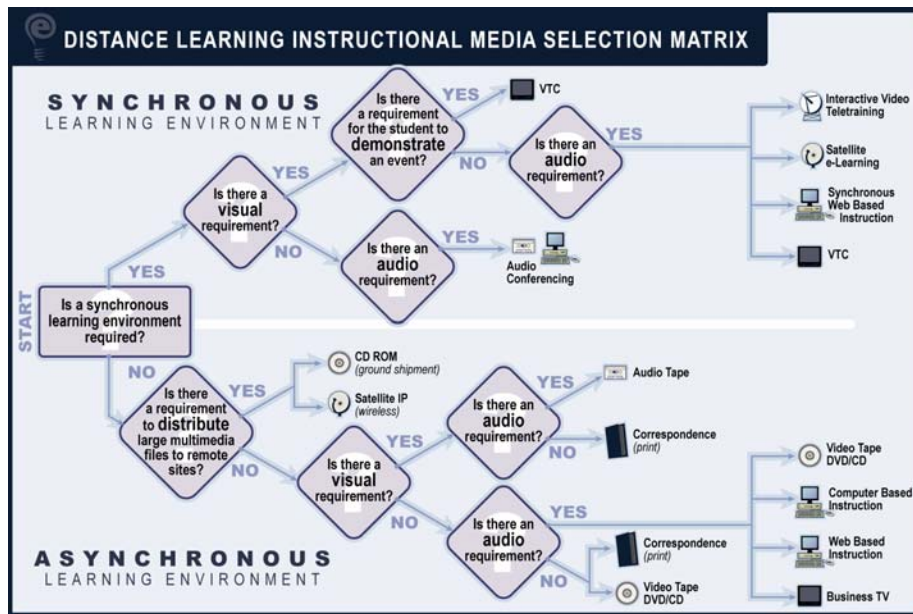 DISTANCE LEARNING INSTRUCTIONAL MEDIA SELECTION MATRIX
SYNCHRONOUS
LEARNING ENVIRONMENT
START
Is a synchronous
learning environment
required?
YES
NO
Is there a
visual
requirement?
YES
NO
Is there
a requirement
for the student to
demonstrate
an event?
YES
VTC
NO
Is there an
audio
requirement?
YES
Interactive Video
Teletraining
Satellite
e-Learning
Synchronous
Web Based
Instruction
VTC
Is there an
audio
requirement?
YES
Audio
Conferencing
Is there
a requirement
to distribute
large multimedia
files to remote
sites?
YES
CD ROM
(ground shipment)
Satellite IP
(wireless)
NO
Is there a
visual
requirement?
YES
NO
Is there an
audio
requirement?
YES
Audio Tape
NO
Correspondence
(print)
Is there an
audio
requirement?
YES
Video Tape
DVD/CD
Computer Based
Instruction
Web Based
Instruction
Business TV
NO
Correspondence
(print)
Video Tape
DVD/CD
ASYNCHRONOUS
LEARNING ENVIRONMENT